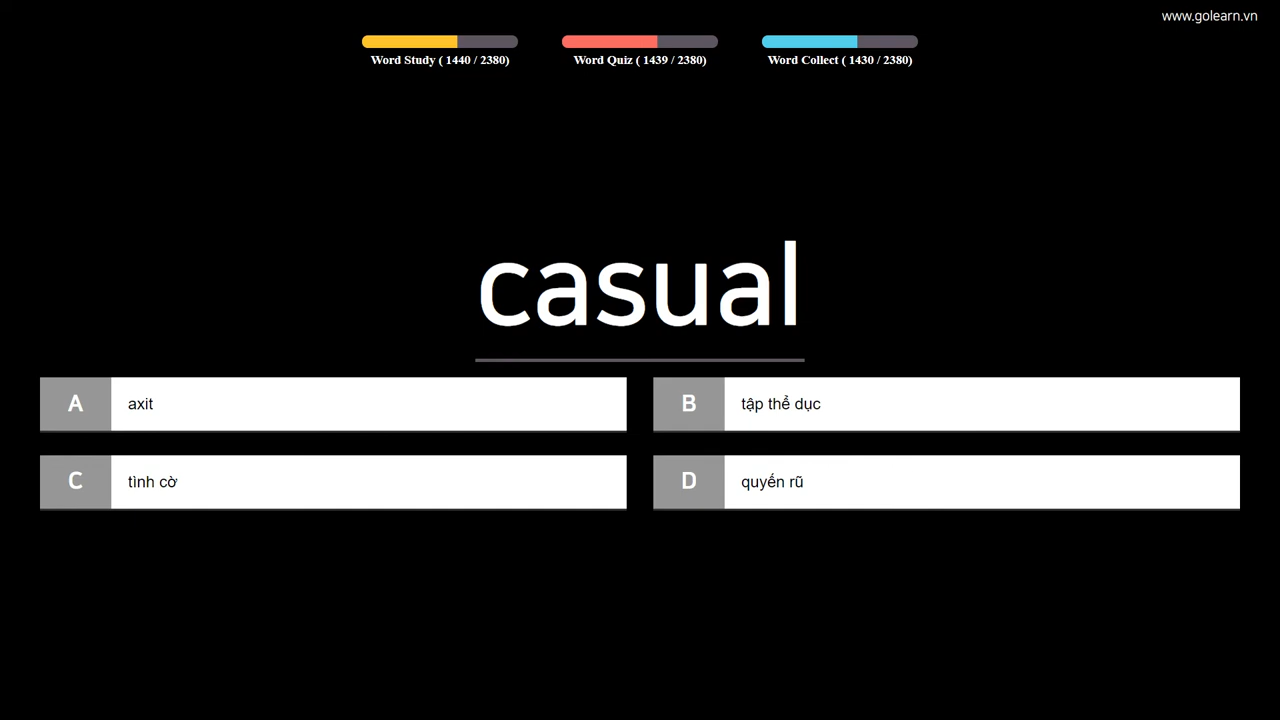 www.golearn.vn
Word Study ( 1440 / 2380)
Word Quiz ( 1439 / 2380)
Word Collect ( 1430 / 2380)
casual
A axit
B tập thể dục
C tình cờ
D quyến rũ